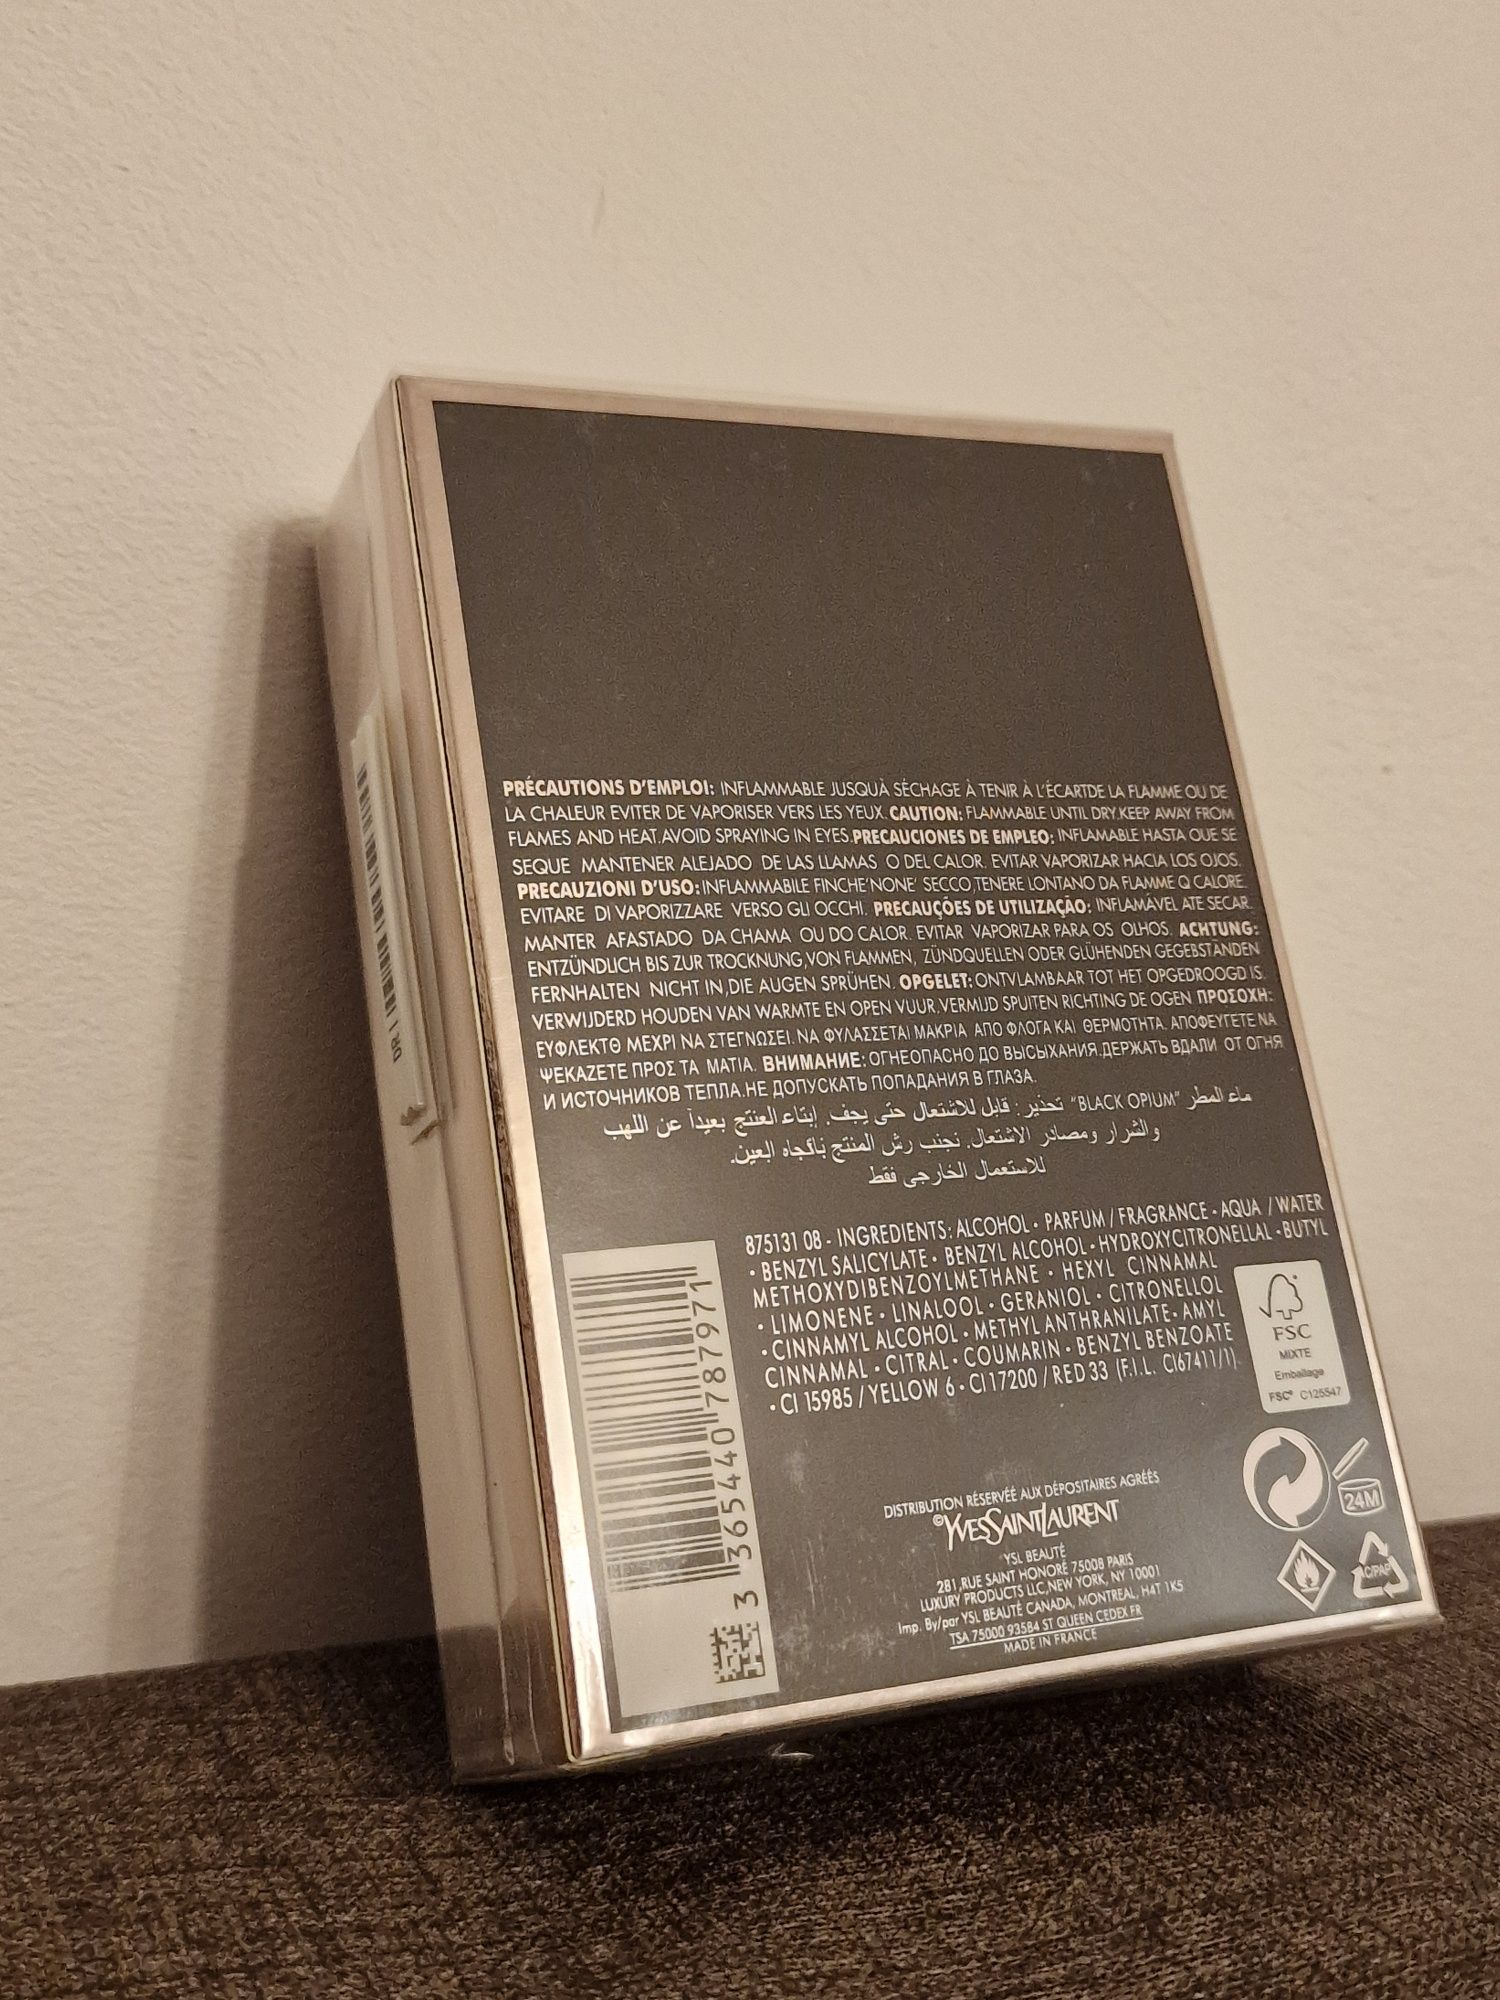 PRÉCAUTIONS D'EMPLOI: INFLAMMABLE JUSQUÀ SÉCHAGE À TENIR À L'ÉCARTDE LA FLAMME OU DE
LA CHALEUR EVITER DE VAPORISER VERS LES YEUX. CAUTION: FLAMMABLE UNTIL DRY.KEEP AWAY FROM
FLAMES AND HEAT.AVOID SPRAYING IN EYES.PRECAUCIONES DE EMPLEO: INFLAMABLE HASTA QUE SE
SEQUE MANTENER ALEJADO DE LAS LLAMAS O DEL CALOR. EVITAR VAPORIZAR HACIA LOS OJOS.
PRECAUZIONI D'USO: INFLAMMABILE FINCHE'NONE' SECCO,TENERE LONTANO DA FLAMME Q CALORE.
EVITARE DI VAPORIZZARE VERSO GLI OCCHI. PRECAUÇÕES DE UTILIZAÇÃO: INFLAMÁVEL ATE SECAR.
MANTER AFASTADO DA CHAMA OU DO CALOR. EVITAR VAPORIZAR PARA OS OLHOS. ACHTUNG:
ENTZÜNDLICH BIS ZUR TROCKNUNG,VON FLAMMEN, ZÜNDQUELLEN ODER GLÜHENDEN GEGEBSTÄNDEN
FERNHALTEN NICHT IN,DIE AUGEN SPRÜHEN. OPGELET: ONTVLAMBAAR TOT HET OPGEDROOGD IS.
VERWIJDERD HOUDEN VAN WARMTE EN OPEN VUUR.VERMIJD SPUITEN RICHTING DE OGEN ΠΡΟΣΟΧΗ:
ΕΥΦΛΕΚΤΘ ΜΕΧΡΙ ΝΑ ΣΤΕΓΝΩΣΕΙ. ΝΑ ΦΥΛΑΣΣΕΤΑΙ ΜΑΚΡΙΑ ΑΠΟ ΦΛΟΓΑ ΚΑΙ ΘΕΡΜΟΤΗΤΑ. ΑΠΟΦΕΥΓΕΤΕ ΝΑ
ΨΕΚΑΖΕΤΕ ΠΡΟΣ ΤΑ ΜΑΤΙΑ. ВНИМАНИЕ: ОГНЕОПАСНО ДО ВЫСЫХАНИЯ.ДЕРЖАТЬ ВДАЛИ ОТ ОГНЯ
И ИСТОЧНИКОВ ТЕПЛА.НЕ ДОПУСКАТЬ ПОПАДАНИЯ В ГЛАЗА.
ماء المطر "BLACK OPIUM" تحذير: قابل للاشتعال حتى يجف. إبتاء العنتج بعيداً عن اللهب
والشرار ومصادر الاشتعال. نجنب رش المنتج بائجاه العين.
للاستعمال الخارجى فقط
875131 08 - INGREDIENTS: ALCOHOL • PARFUM / FRAGRANCE • AQUA / WATER
• BENZYL SALICYLATE • BENZYL ALCOHOL • HYDROXYCITRONELLAL • BUTYL
METHOXYDIBENZOYLMETHANE • HEXYL CINNAMAL
• LIMONENE • LINALOOL • GERANIOL • CITRONELLOL
• CINNAMYL ALCOHOL • METHYL ANTHRANILATE • AMYL
CINNAMAL • CITRAL • COUMARIN • BENZYL BENZOATE
• CI 15985 / YELLOW 6 • CI 17200 / RED 33 (F.I.L. CI67411/1)
3 365440 787971
FSC
MIXTE
Emballage
FSC® C125547
24M
C/PAP
DISTRIBUTION RÉSERVÉE AUX DÉPOSITAIRES AGRÉÉS
©YVESSAINTLAURENT
YSL BEAUTÉ
281,RUE SAINT HONORÉ 75008 PARIS
LUXURY PRODUCTS LLC,NEW YORK, NY 10001
Imp. By/par YSL BEAUTÉ CANADA, MONTREAL, H4T 1K5
TSA 75000 93584 ST QUEEN CEDEX FR
MADE IN FRANCE